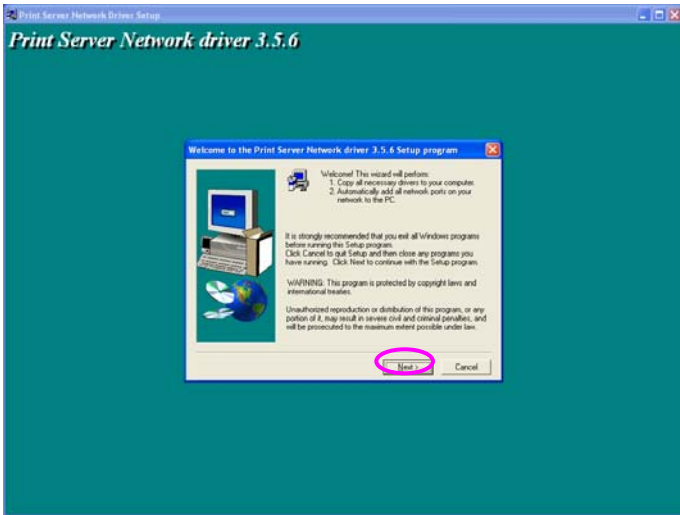 Print Server Network Driver Setup
Print Server Network driver 3.5.6
Welcome to the Print Server Network driver 3.5.6 Setup program
Welcome! This wizard will perform:
1. Copy all necessary drivers to your computer.
2. Automatically add all network ports on your
network to the PC.
It is strongly recommended that you exit all Windows programs
before running this Setup program.
Click Cancel to quit Setup and then close any programs you
have running. Click Next to continue with the Setup program.
WARNING: This program is protected by copyright laws and
international treaties.
Unauthorized reproduction or distribution of this program, or any
portion of it, may result in severe civil and criminal penalties, and
will be prosecuted to the maximum extent possible under law.
Next >
Cancel